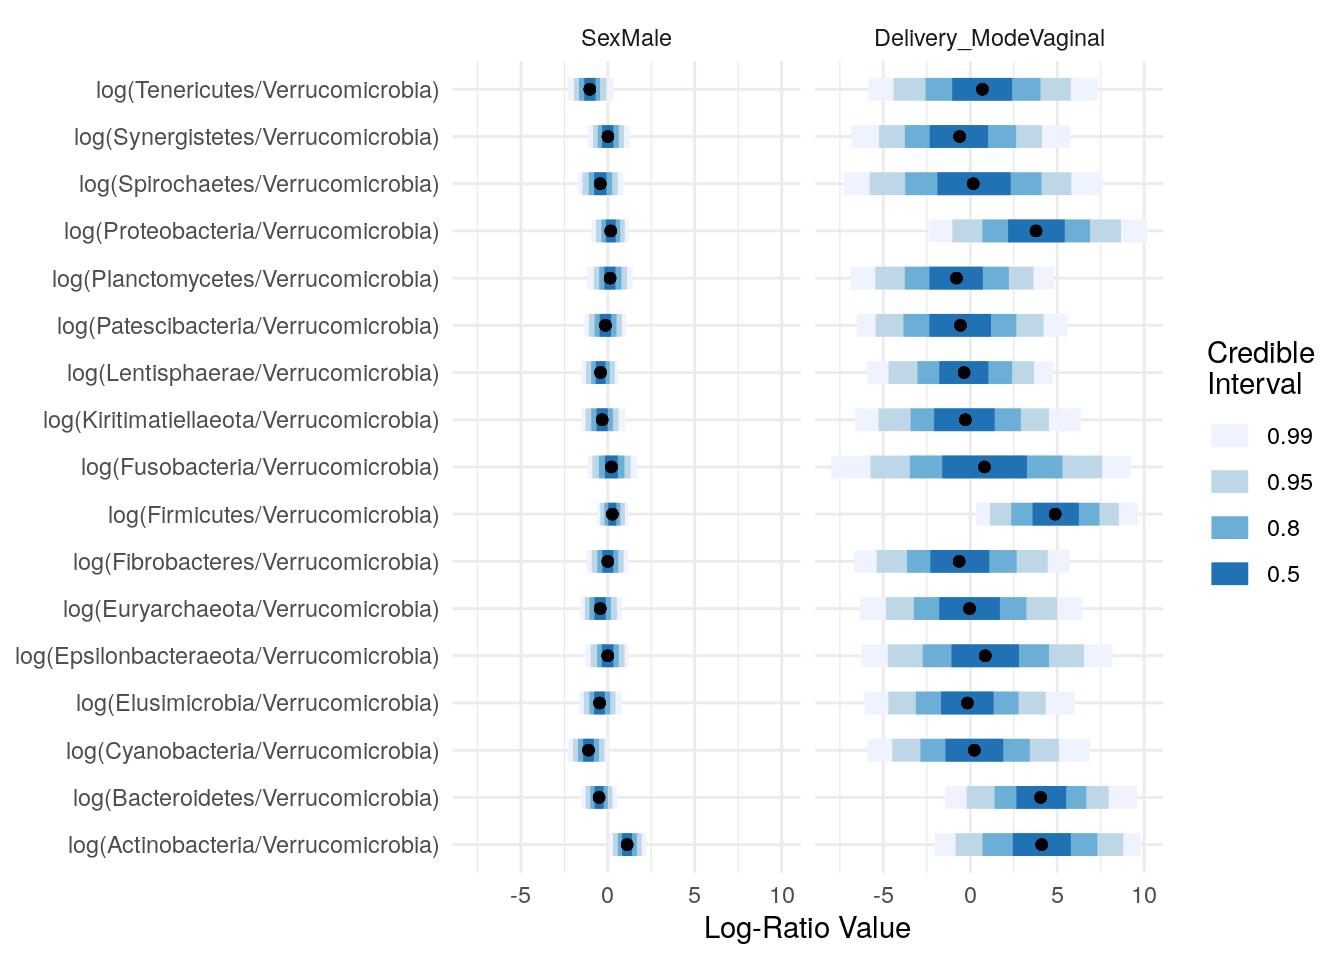 SexMale
Delivery_ModeVaginal
log(Tenericutes/Verrucomicrobia)
log(Synergistetes/Verrucomicrobia)
log(Spirochaetes/Verrucomicrobia)
log(Proteobacteria/Verrucomicrobia)
log(Planctomycetes/Verrucomicrobia)
log(Patescibacteria/Verrucomicrobia)
log(Lentisphaerae/Verrucomicrobia)
log(Kiritimatiellaeota/Verrucomicrobia)
log(Fusobacteria/Verrucomicrobia)
log(Firmicutes/Verrucomicrobia)
log(Fibrobacteres/Verrucomicrobia)
log(Euryarchaeota/Verrucomicrobia)
log(Epsilonbacteraeota/Verrucomicrobia)
log(Elusimicrobia/Verrucomicrobia)
log(Cyanobacteria/Verrucomicrobia)
log(Bacteroidetes/Verrucomicrobia)
log(Actinobacteria/Verrucomicrobia)
-5 0 5 10
-5 0 5 10
Log-Ratio Value
Credible
Interval
0.99
0.95
0.8
0.5